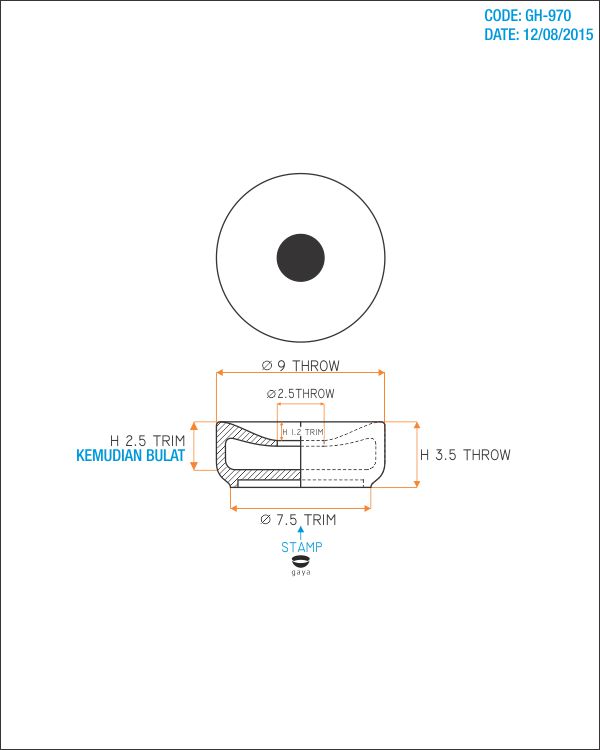 CODE: GH-970
DATE: 12/08/2015
⌀ 9 THROW
⌀2.5THROW
H 1.2 TRIM
H 2.5 TRIM
KEMUDIAN BULAT
H 3.5 THROW
⌀ 7.5 TRIM
STAMP
gaya